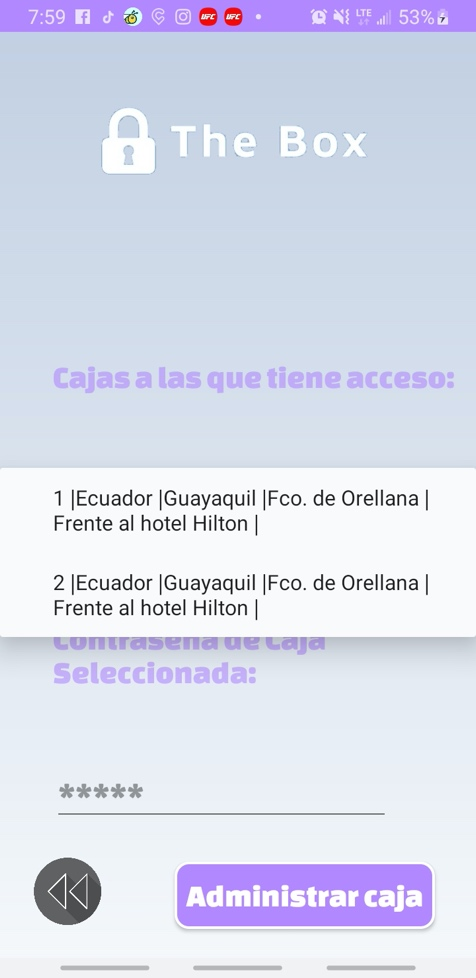 7:59
LTE
53%
The Box
Cajas a las que tiene acceso:
1 |Ecuador |Guayaquil |Fco. de Orellana |
Frente al hotel Hilton |
2 |Ecuador |Guayaquil |Fco. de Orellana |
Frente al hotel Hilton |
Contraseña de Caja
Seleccionada:
*****
Administrar caja